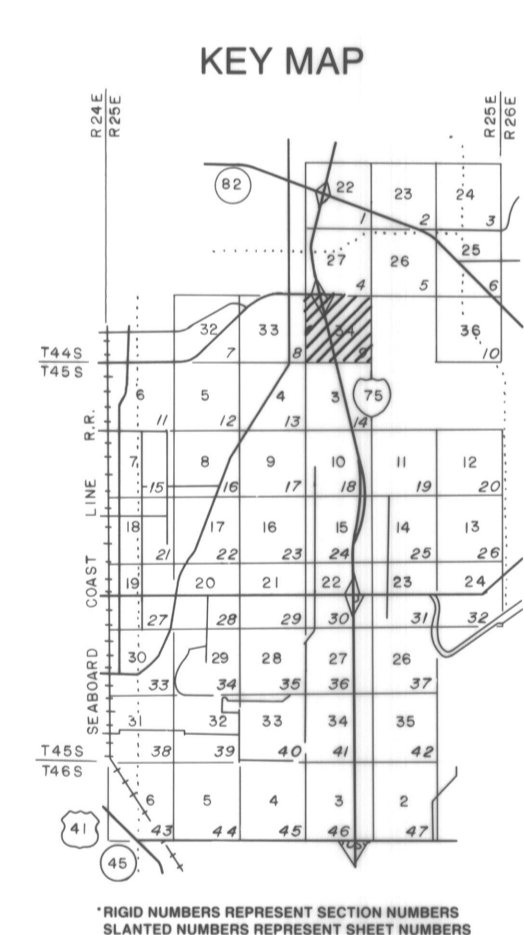 KEY MAP
R24E R25E R25E R26E
82 22 23 24
1 2 3
25
27 26
4 5 6
32 33 34 36
7 8 9 10
T44S
T45S
6 5 4 3 75
11 12 13 14
7 8 9 10 11 12
15 16 17 18 19 20
18 17 16 15 14 13
21 22 23 24 25 26
19 20 21 22 23 24
27 28 29 30 31 32
30 29 28 27 26
33 34 35 36 37
31 32 33 34 35
38 39 40 41 42
T45S
T46S
6 5 4 3 2
41 43 44 45 46 47
45
SEABOARD COAST LINE R.R.
*RIGID NUMBERS REPRESENT SECTION NUMBERS
SLANTED NUMBERS REPRESENT SHEET NUMBERS